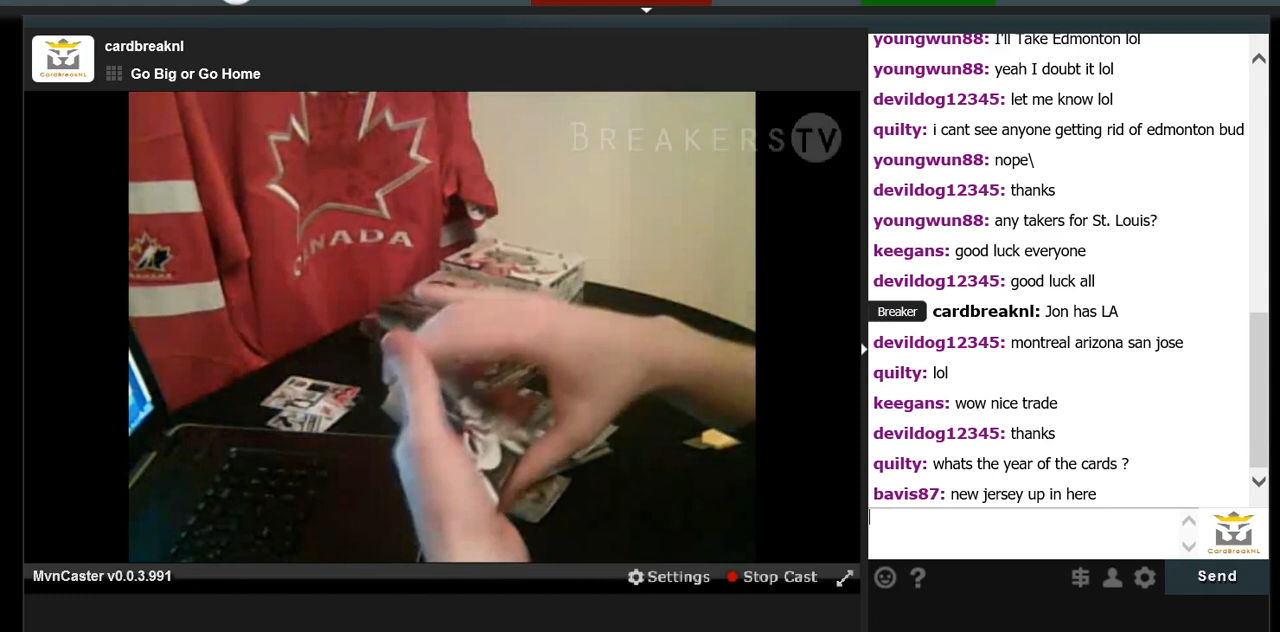 cardbreaknl
CardBreakNL
Go Big or Go Home
BREAKERSTV
CANADA
MvnCaster v0.0.3.991
Settings
Stop Cast
youngwun88: I'll Take Edmonton lol
youngwun88: yeah I doubt it lol
devildog12345: let me know lol
quilty: i cant see anyone getting rid of edmonton bud
youngwun88: nope\
devildog12345: thanks
youngwun88: any takers for St. Louis?
keegans: good luck everyone
devildog12345: good luck all
Breaker cardbreaknl: Jon has LA
devildog12345: montreal arizona san jose
quilty: lol
keegans: wow nice trade
devildog12345: thanks
quilty: whats the year of the cards ?
bavis87: new jersey up in here
CardBreakNL
?
Send